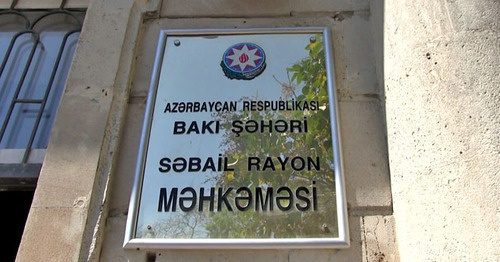 AZƏRBAYCAN RESPUBLİKASI
BAKI ŞƏHƏRİ
SƏBAİL RAYON
MƏHKƏMƏSİ